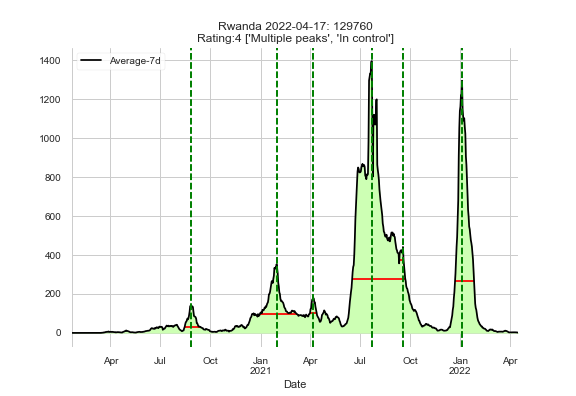 Rwanda 2022-04-17: 129760
Rating:4 ['Multiple peaks', 'In control']
Average-7d
1400
1200
1000
800
600
400
200
0
Apr Jul Oct Jan Apr Jul Oct Jan Apr
2021 2022
Date